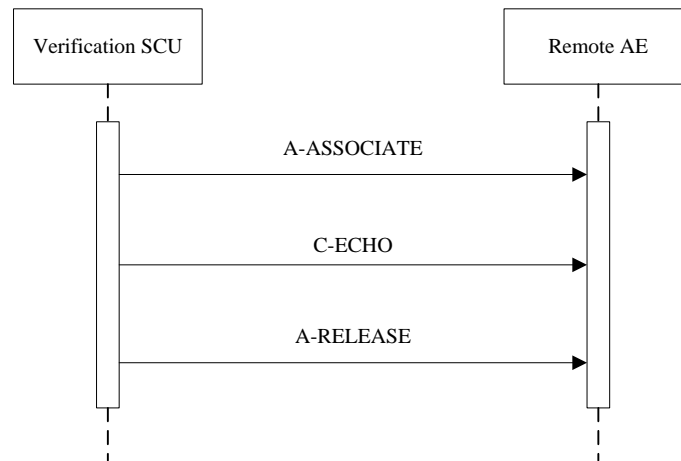 Verification SCU
Remote AE
A-ASSOCIATE
C-ECHO
A-RELEASE